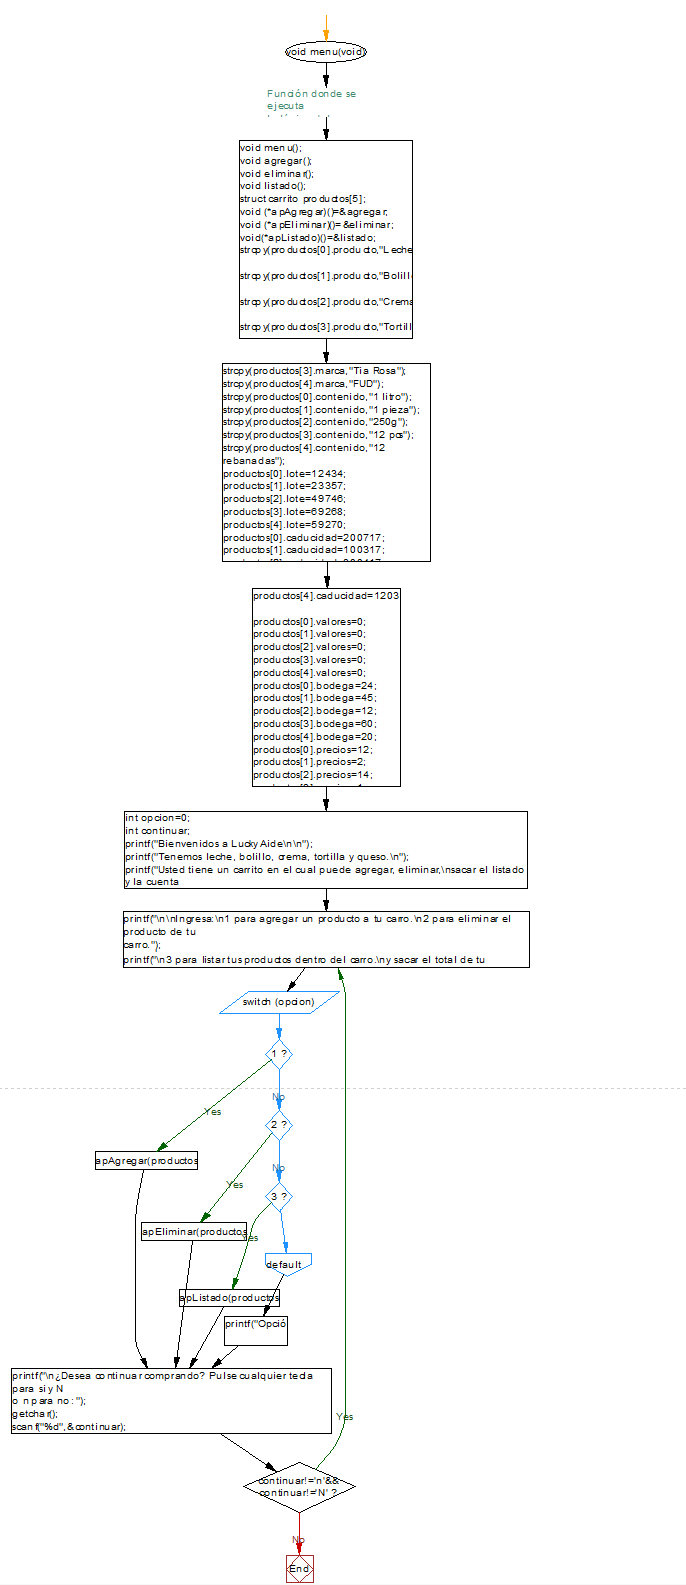 void menu(void)
Función donde se
ejecuta
void menu();
void agregar();
void eliminar();
void listado();
struct carrito productos[5];
void (*apAgregar)()=&agregar;
void (*apEliminar)()=&eliminar;
void(*apListado)()=&listado;
strcpy(productos[0].producto,"Leche
strcpy(productos[1].producto,"Bolill
strcpy(productos[2].producto,"Crema
strcpy(productos[3].producto,"Tortill
strcpy(productos[3].marca,"Tia Rosa");
strcpy(productos[4].marca,"FUD");
strcpy(productos[0].contenido,"1 litro");
strcpy(productos[1].contenido,"1 pieza");
strcpy(productos[2].contenido,"250g");
strcpy(productos[3].contenido,"12 pcs");
strcpy(productos[4].contenido,"12
rebanadas");
productos[0].lote=12434;
productos[1].lote=23357;
productos[2].lote=49746;
productos[3].lote=69268;
productos[4].lote=59270;
productos[0].caducidad=200717;
productos[1].caducidad=100317;
productos[4].caducidad=1203
productos[0].valores=0;
productos[1].valores=0;
productos[2].valores=0;
productos[3].valores=0;
productos[4].valores=0;
productos[0].bodega=24;
productos[1].bodega=45;
productos[2].bodega=12;
productos[3].bodega=60;
productos[4].bodega=20;
productos[0].precios=12;
productos[1].precios=2;
productos[2].precios=14;
int opcion=0;
int continuar;
printf("Bienvenidos a Lucky Aide\n\n");
printf("Tenemos leche, bolillo, crema, tortilla y queso.\n");
printf("Usted tiene un carrito en el cual puede agregar, eliminar,\nsacar el listado
y la cuenta
printf("\n\nIngresa:\n1 para agregar un producto a tu carro.\n2 para eliminar el
producto de tu
carro.");
printf("\n3 para listar tus productos dentro del carro.\ny sacar el total de tu
switch (opcion)
1 ?
No
Yes
2 ?
apAgregar(productos
No
Yes
3 ?
apEliminar(productos
Yes
default
apListado(productos
printf("Opció
printf("\n¿Desea continuar comprando? Pulse cualquier tecla
para si y N
o n para no: ");
getchar();
scanf("%d",&continuar);
Yes
continuar!='n'&&
continuar!='N' ?
No
End